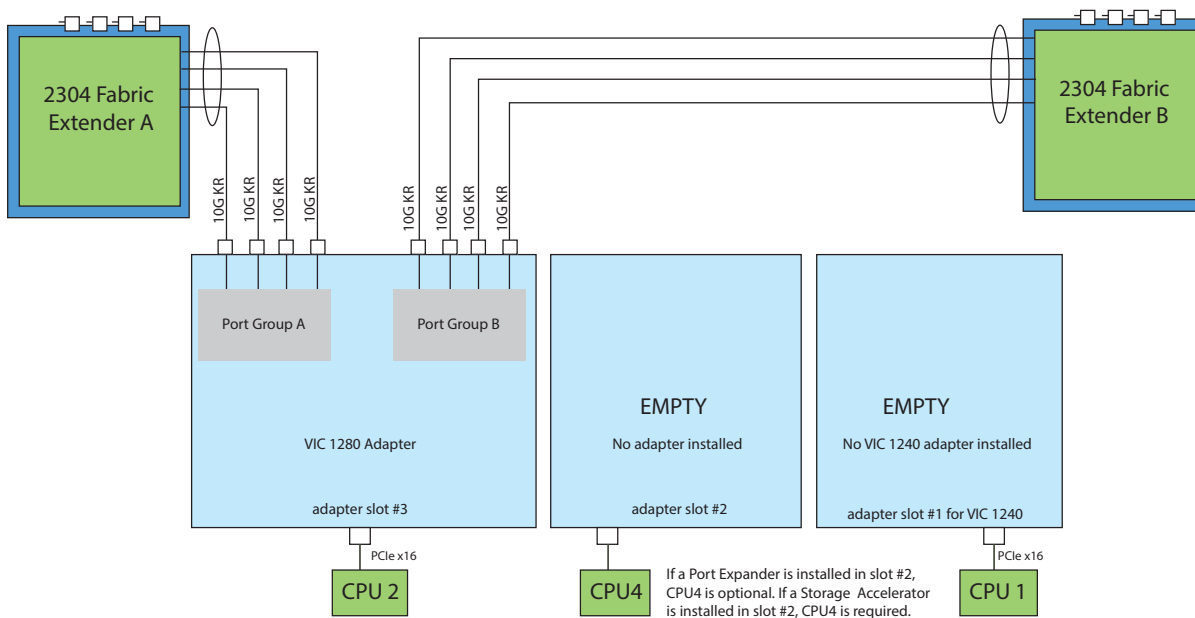 2304 Fabric
Extender A
2304 Fabric
Extender B
10G KR
10G KR
10G KR
10G KR
10G KR
10G KR
10G KR
10G KR
Port Group A
Port Group B
VIC 1280 Adapter
adapter slot #3
EMPTY
No adapter installed
adapter slot #2
EMPTY
No VIC 1240 adapter installed
adapter slot #1 for VIC 1240
PCIe x16
PCIe x16
CPU 2
CPU4
If a Port Expander is installed in slot #2,
CPU4 is optional. If a Storage Accelerator
is installed in slot #2, CPU4 is required.
CPU 1